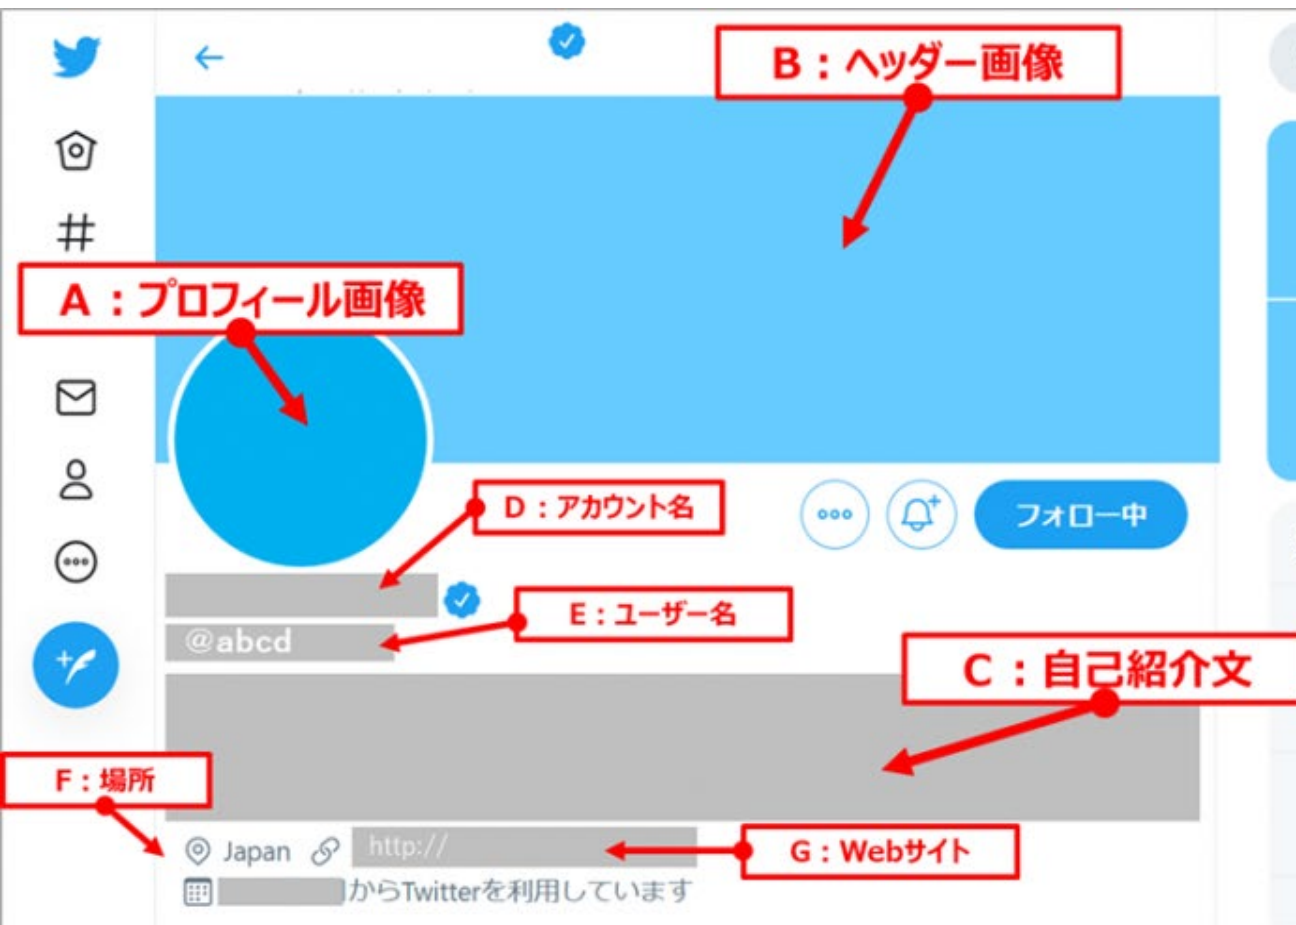 B：ヘッダー画像
#
A：プロフィール画像
D：アカウント名
フォロー中
E：ユーザー名
@abcd
C：自己紹介文
F：場所
Japan
http://
G：Webサイト
からTwitterを利用しています